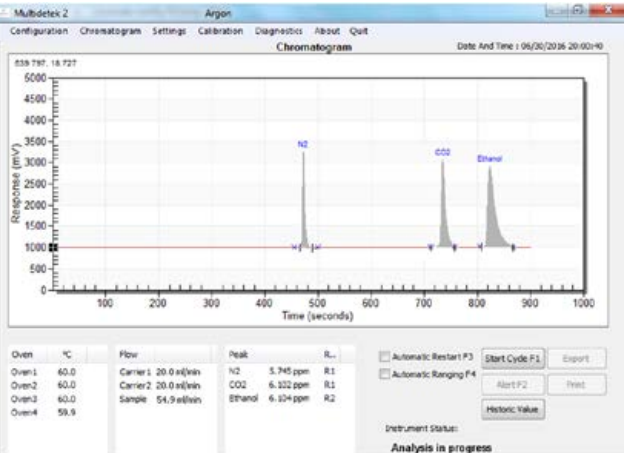 Multidetek 2 Argon
Configuration Chromatogram Settings Calibration Diagnostics About Quit
Chromatogram
Date And Time : 06/30/2016 20:00:40
639.797, 18.727
5000
4000
3500
3000
2500
2000
1500
1000
500
0
Response (mV)
N2
CO2
Ethanol
100 200 300 400 500 600 700 800 900 1000
Time (seconds)
Oven °C
Oven1 60.0
Oven2 60.0
Oven3 60.0
Oven4 59.9
Flow
Carrier1 20.0 ml/min
Carrier2 20.0 ml/min
Sample 54.9 ml/min
Peak R...
N2 5.745 ppm R1
CO2 6.102 ppm R1
Ethanol 6.104 ppm R2
Automatic Restart F3
Automatic Ranging F4
Start Cycle F1
Export
Alert F2
Print
Historic Value
Instrument Status:
Analysis in progress